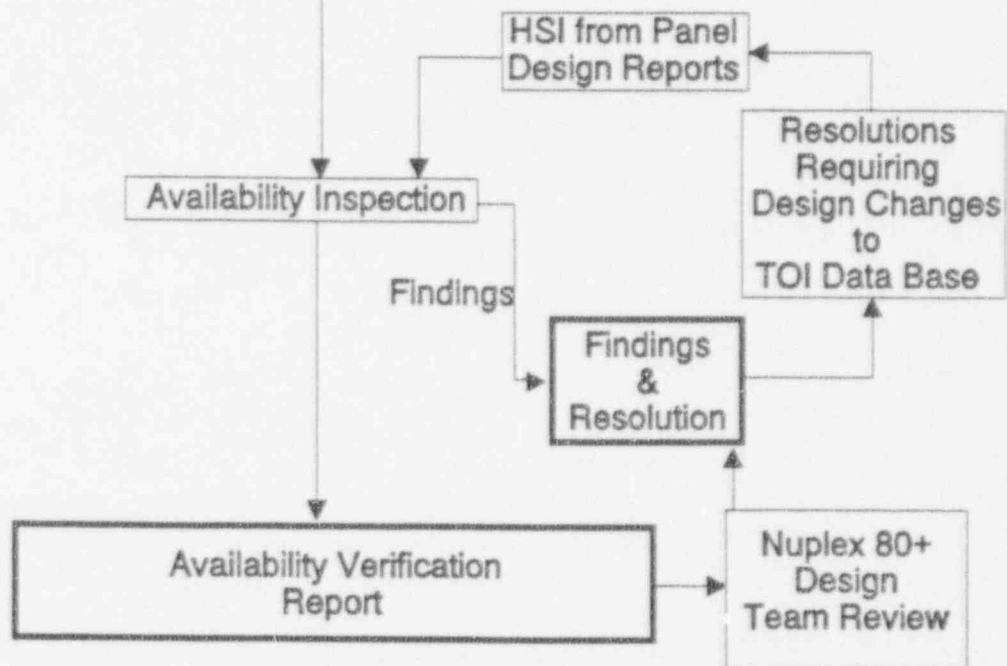 HSI from Panel
Design Reports
Resolutions
Requiring
Design Changes
to
TOI Data Base
Availability Inspection
Findings
Findings
&
Resolution
Availability Verification
Report
Nuplex 80+
Design
Team Review